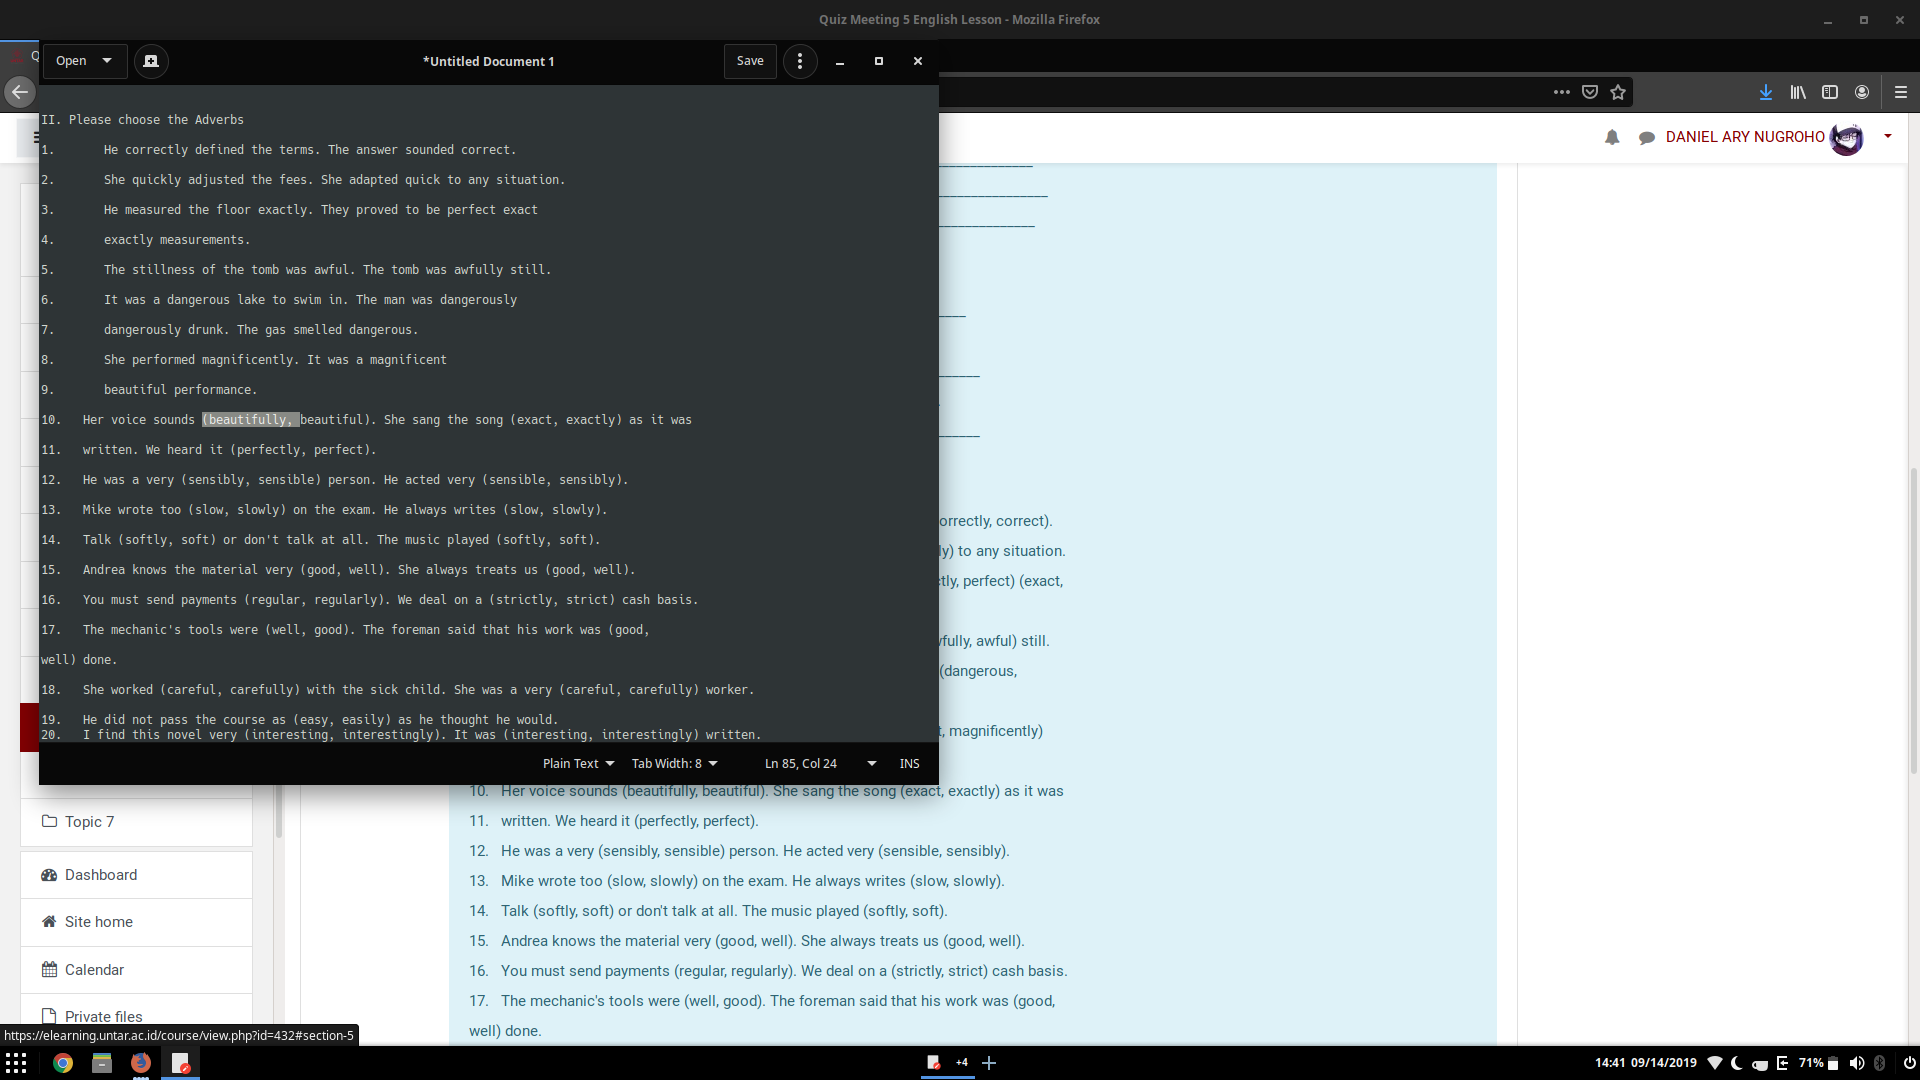 Quiz Meeting 5 English Lesson - Mozilla Firefox
Open
*Untitled Document 1
Save
DANIEL ARY NUGROHO
II. Please choose the Adverbs
1. He correctly defined the terms. The answer sounded correct.
2. She quickly adjusted the fees. She adapted quick to any situation.
3. He measured the floor exactly. They proved to be perfect exact
4. exactly measurements.
5. The stillness of the tomb was awful. The tomb was awfully still.
6. It was a dangerous lake to swim in. The man was dangerously
7. dangerously drunk. The gas smelled dangerous.
8. She performed magnificently. It was a magnificent
9. beautiful performance.
10. Her voice sounds (beautifully, beautiful). She sang the song (exact, exactly) as it was
11. written. We heard it (perfectly, perfect).
12. He was a very (sensibly, sensible) person. He acted very (sensible, sensibly).
13. Mike wrote too (slow, slowly) on the exam. He always writes (slow, slowly).
14. Talk (softly, soft) or don't talk at all. The music played (softly, soft).
15. Andrea knows the material very (good, well). She always treats us (good, well).
16. You must send payments (regular, regularly). We deal on a (strictly, strict) cash basis.
17. The mechanic's tools were (well, good). The foreman said that his work was (good,
well) done.
18. She worked (careful, carefully) with the sick child. She was a very (careful, carefully) worker.
19. He did not pass the course as (easy, easily) as he thought he would.
20. I find this novel very (interesting, interestingly). It was (interesting, interestingly) written.
Plain Text Tab Width: 8 Ln 85, Col 24 INS
orrectly, correct).
ly) to any situation.
tly, perfect) (exact,
fully, awful) still.
(dangerous,
t, magnificently)
10. Her voice sounds (beautifully, beautiful). She sang the song (exact, exactly) as it was
11. written. We heard it (perfectly, perfect).
12. He was a very (sensibly, sensible) person. He acted very (sensible, sensibly).
13. Mike wrote too (slow, slowly) on the exam. He always writes (slow, slowly).
14. Talk (softly, soft) or don't talk at all. The music played (softly, soft).
15. Andrea knows the material very (good, well). She always treats us (good, well).
16. You must send payments (regular, regularly). We deal on a (strictly, strict) cash basis.
17. The mechanic's tools were (well, good). The foreman said that his work was (good,
well) done.
Topic 7
Dashboard
Site home
Calendar
Private files
https://elearning.untar.ac.id/course/view.php?id=432#section-5
+4
14:41 09/14/2019
71%